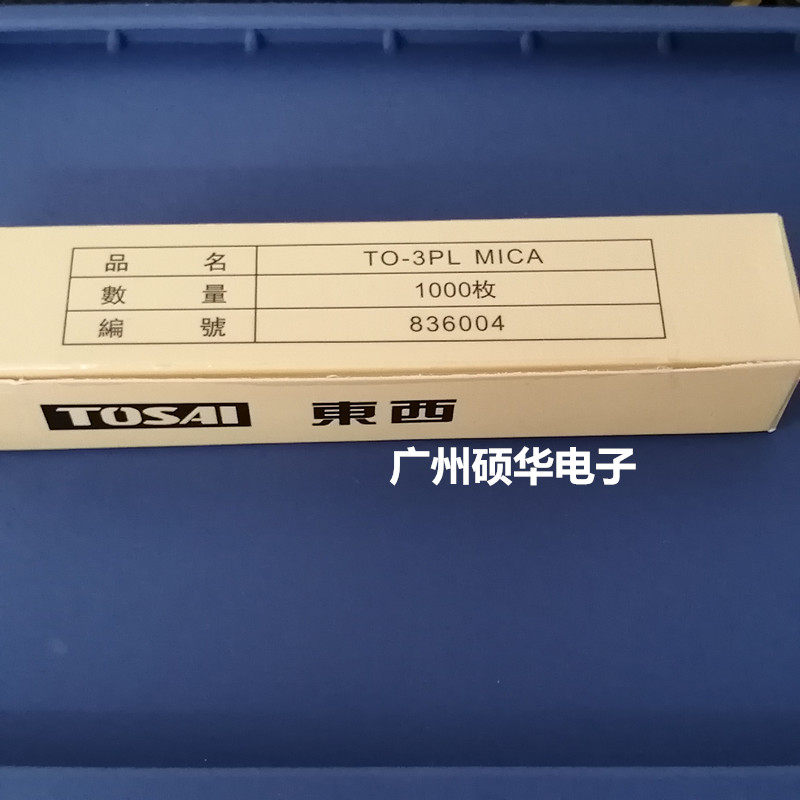 品 名 TO-3PL MICA
數 量 1000枚
編 號 836004
TOSAI 東西
广州硕华电子